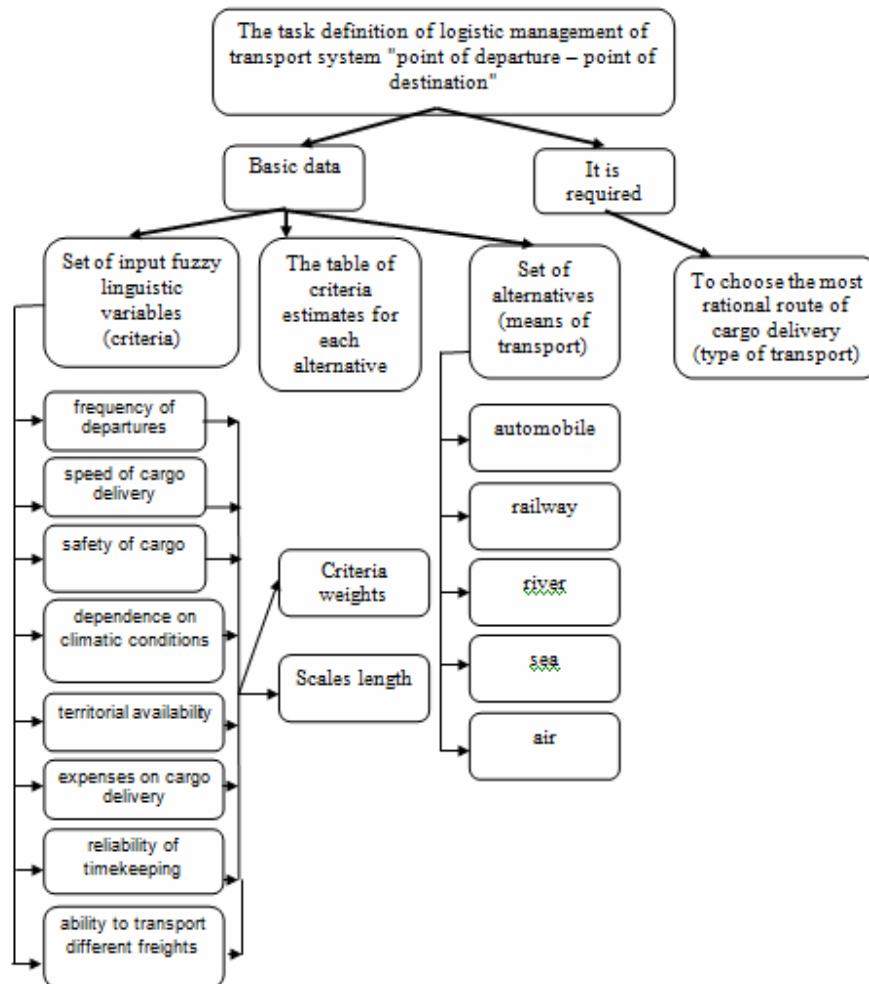 The task definition of logistic management of
transport system "point of departure – point of
destination"
Basic data
It is
required
Set of input fuzzy
linguistic
variables
(criteria)
The table of
criteria
estimates for
each
alternative
Set of
alternatives
(means of
transport)
To choose the most
rational route of
cargo delivery
(type of transport)
frequency of
departures
speed of cargo
delivery
safety of cargo
dependence on
climatic conditions
territorial availability
expenses on cargo
delivery
reliability of
timekeeping
ability to transport
different freights
Criteria
weights
Scales length
automobile
railway
river
sea
air